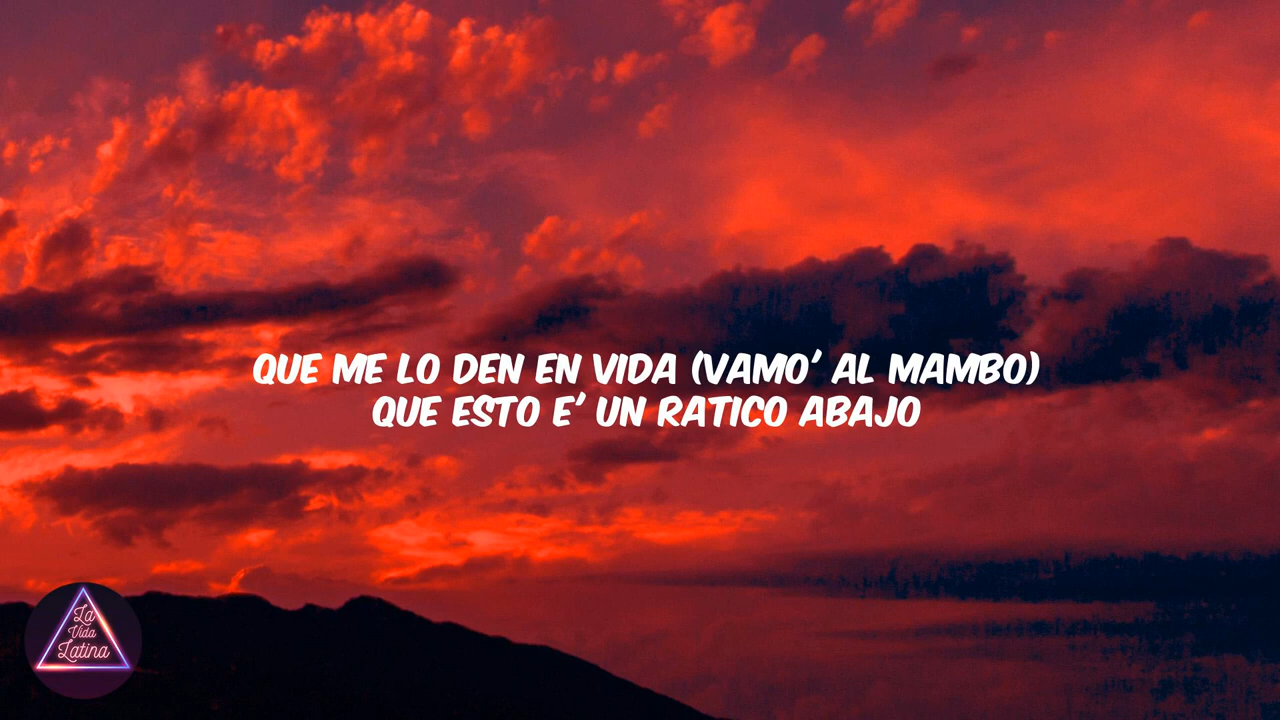 QUE ME LO DEN EN VIDA (VAMO' AL MAMBO)
QUE ESTO E' UN RATICO ABAJO
La
Vida
Latina